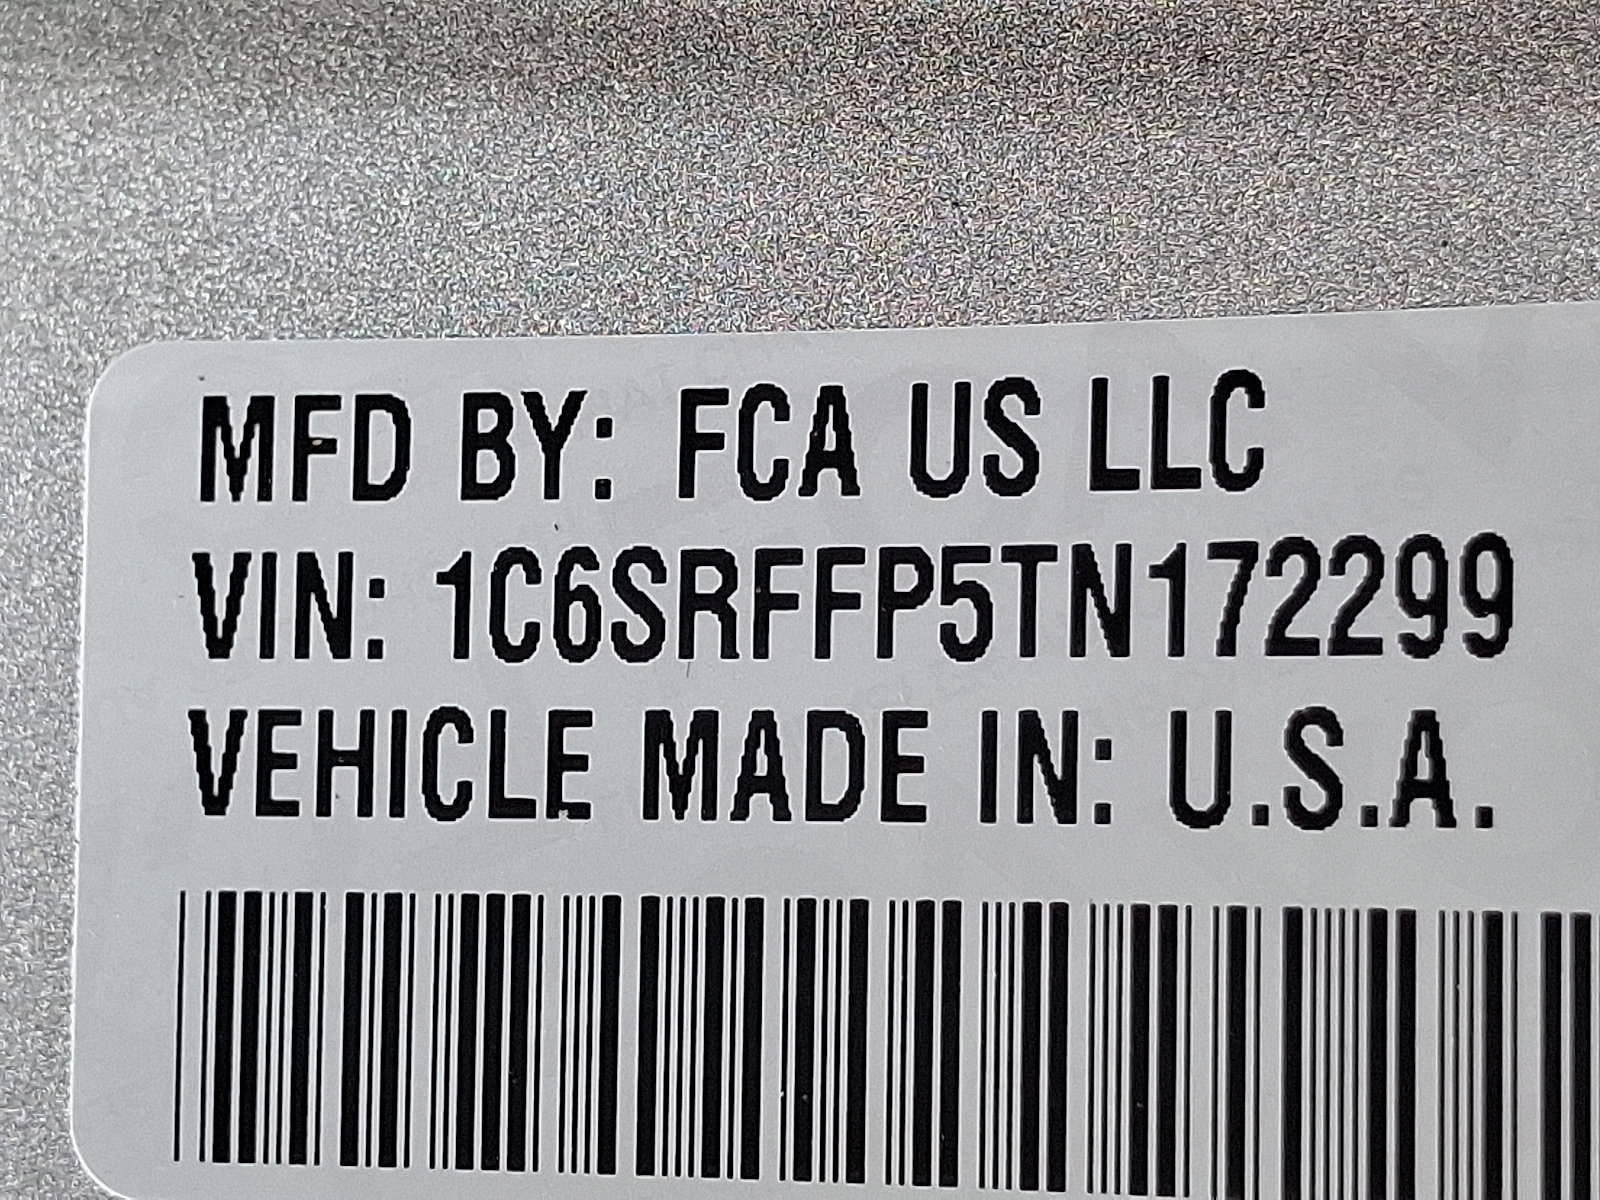 MFD BY: FCA US LLC
VIN: 1C6SRFFP5TN172299
VEHICLE MADE IN: U.S.A.